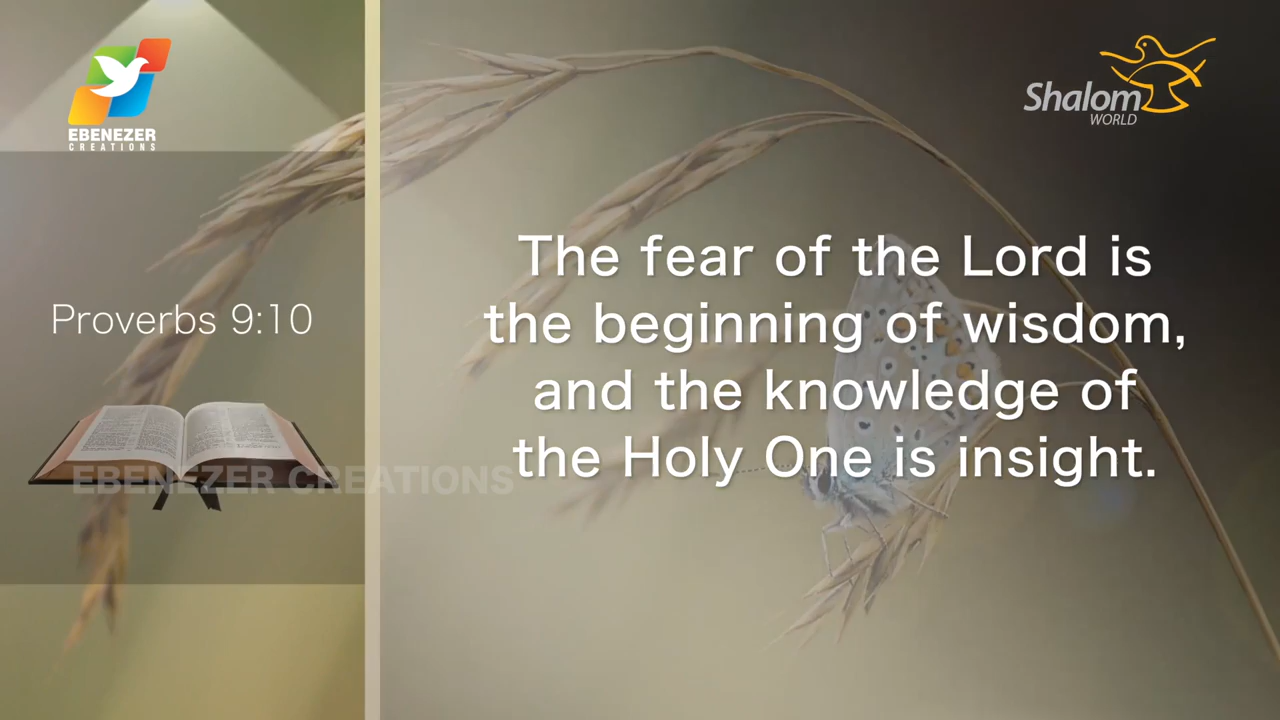 EBENEZER
CREATIONS
Shalom
WORLD
Proverbs 9:10
The fear of the Lord is
the beginning of wisdom,
and the knowledge of
the Holy One is insight.
EBENEZER CREATIONS